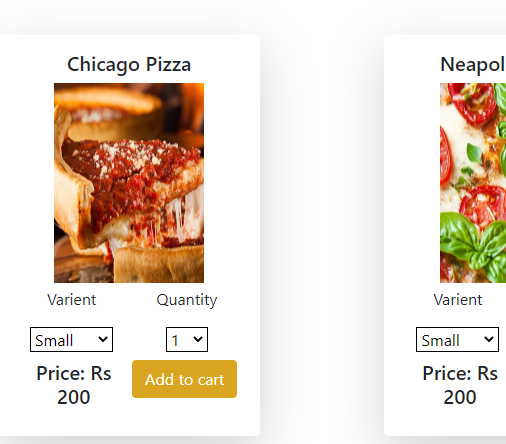 Chicago Pizza
Varient Quantity
Small 1
Price: Rs
200
Add to cart
Neapol
Varient
Small
Price: Rs
200